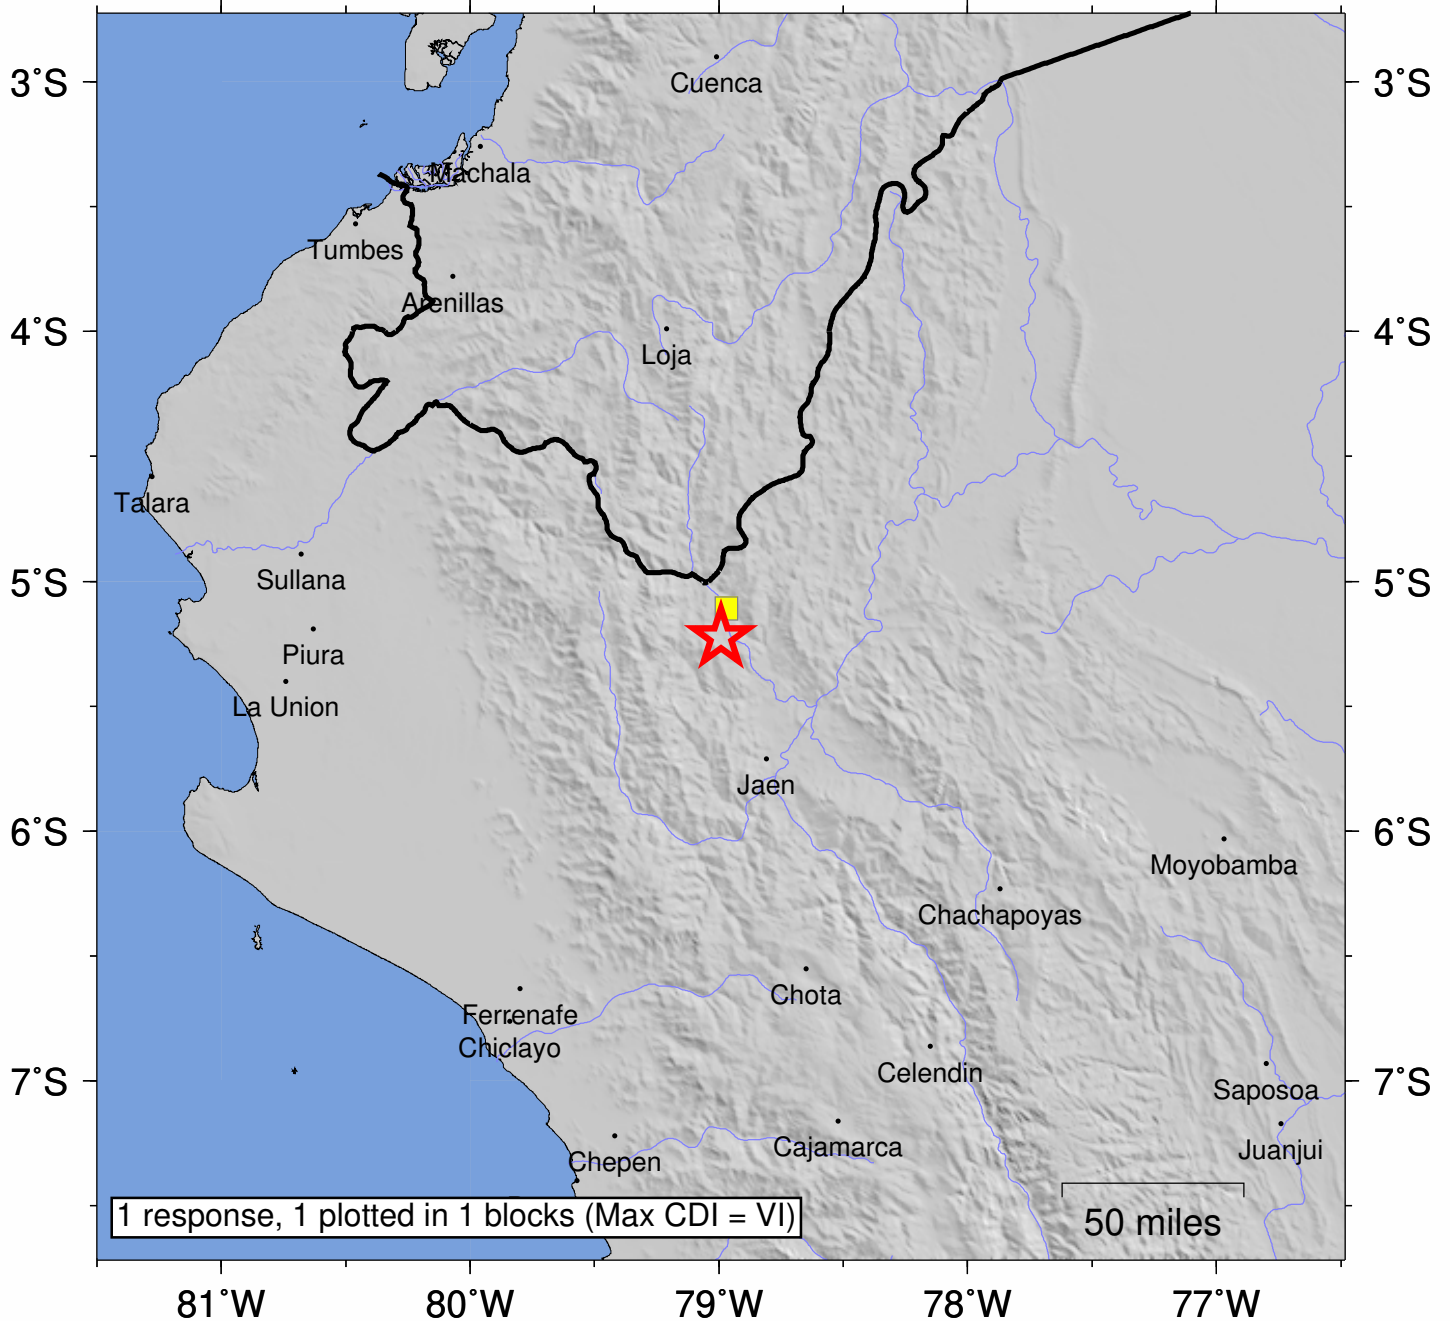 3°S
3°S
Cuenca
Machala
Tumbes
Arenillas
4°S
4°S
Loja
Talara
5°S
5°S
Sullana
Piura
La Union
Jaen
6°S
6°S
Moyobamba
Chachapoyas
Chota
Ferrenafe
Chiclayo
Celendin
7°S
7°S
Saposoa
Cajamarca
Juanjui
Chepen
1 response, 1 plotted in 1 blocks (Max CDI = VI)
50 miles
81°W
80°W
79°W
78°W
77°W